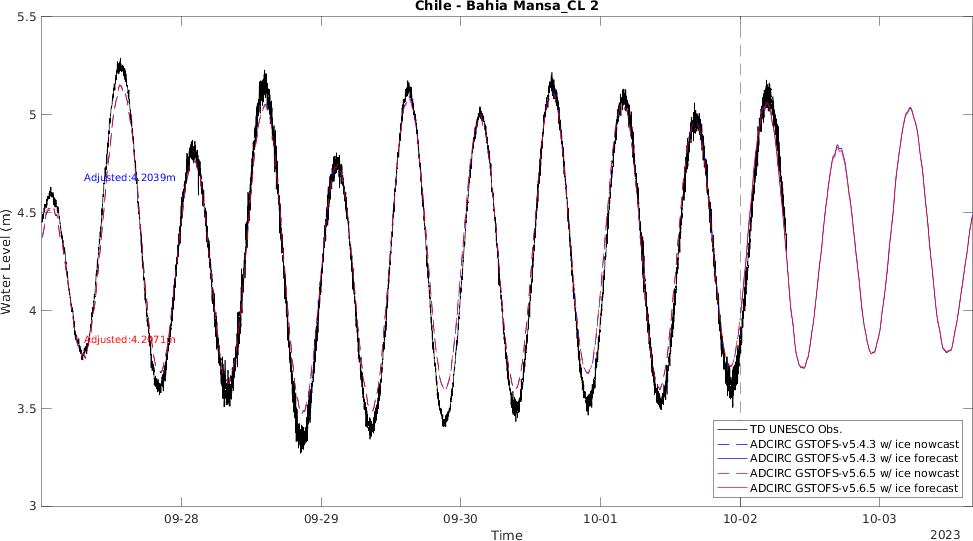 Chile - Bahia Mansa_CL 2
5.5
5
4.5
4
3.5
3
Water Level (m)
Adjusted:4.2039m
Adjusted:4.2071m
TD UNESCO Obs.
ADCIRC GSTOFS-v5.4.3 w/ ice nowcast
ADCIRC GSTOFS-v5.4.3 w/ ice forecast
ADCIRC GSTOFS-v5.6.5 w/ ice nowcast
ADCIRC GSTOFS-v5.6.5 w/ ice forecast
09-28 09-29 09-30 10-01 10-02 10-03
Time
2023